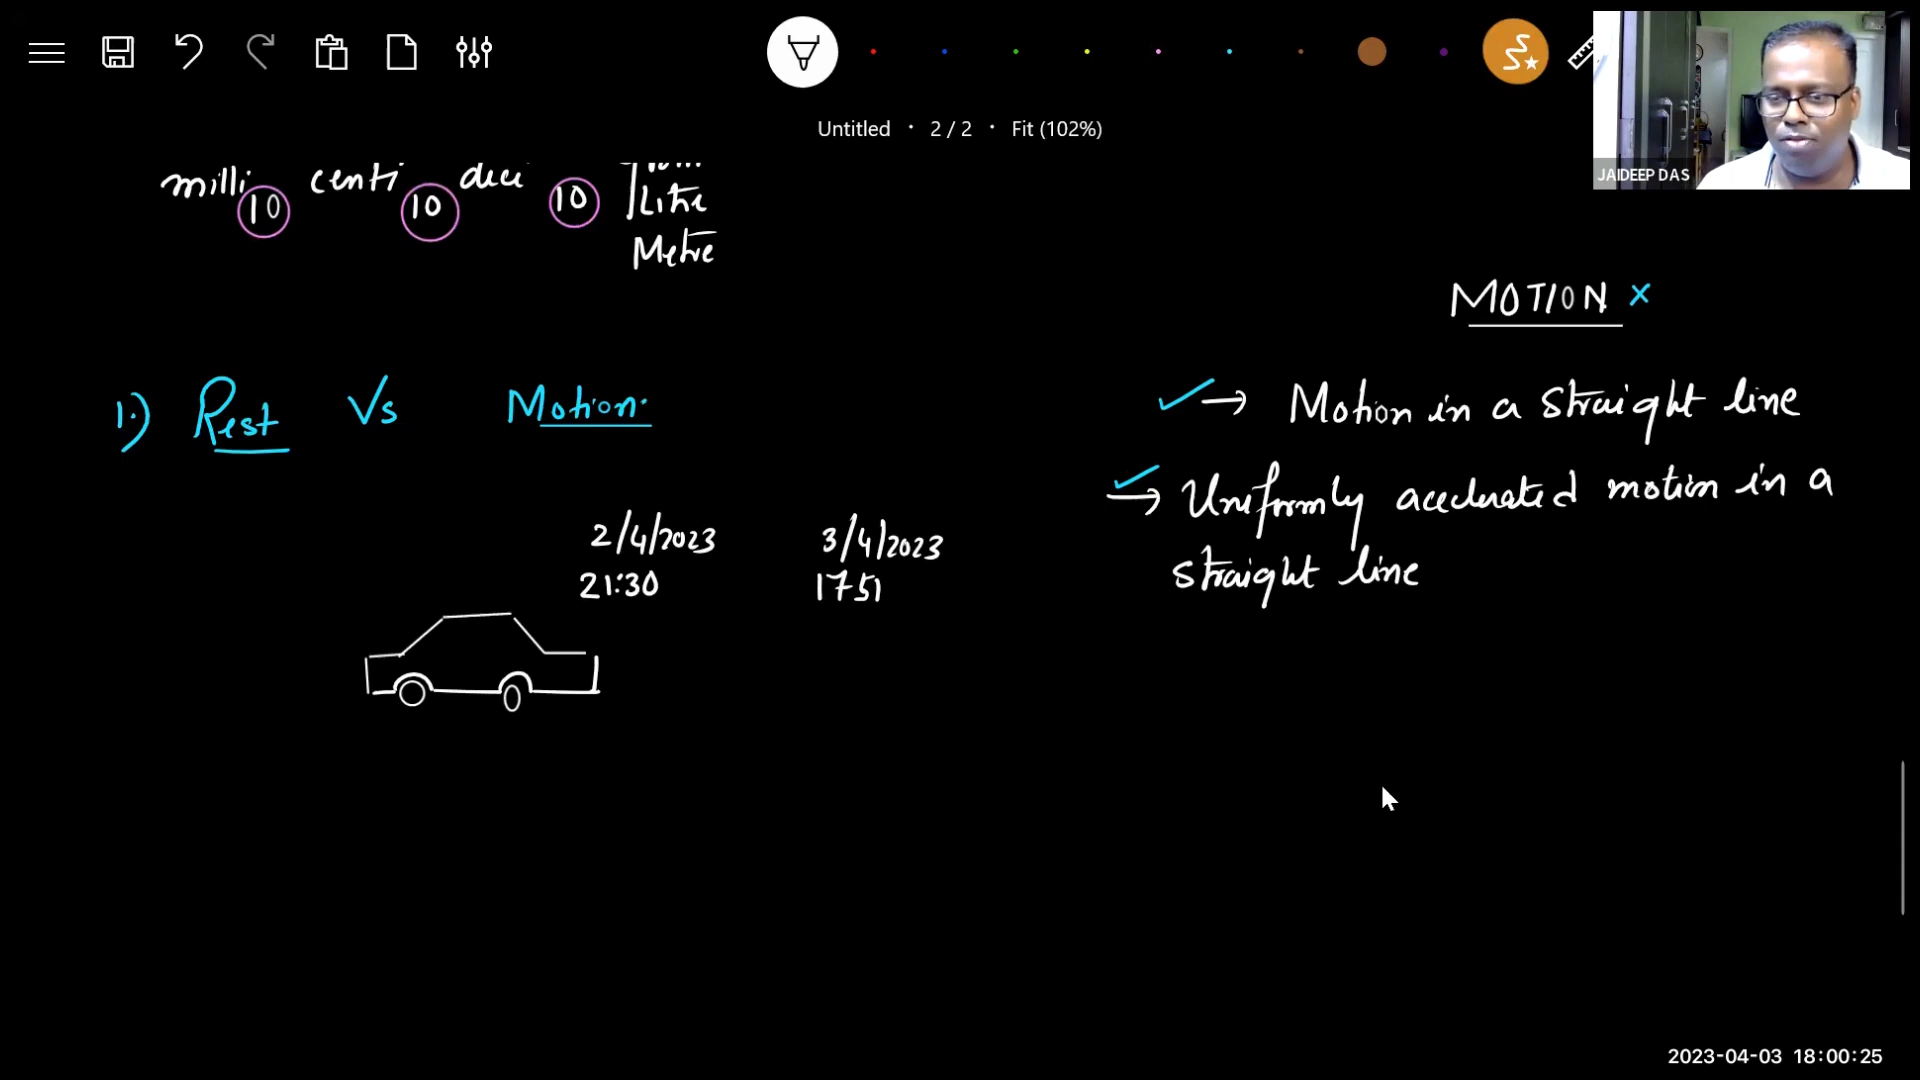 Untitled · 2 / 2 · Fit (102%)
JAIDEEP DAS
milli 10 centi 10 deci 10
Litre
Metre
MOTION x
1.) Rest Vs Motion.
→ Motion in a straight line
→ Uniformly accelerated motion in a
straight line
2/4/2023 3/4/2023
21:30 1751
2023-04-03 18:00:25